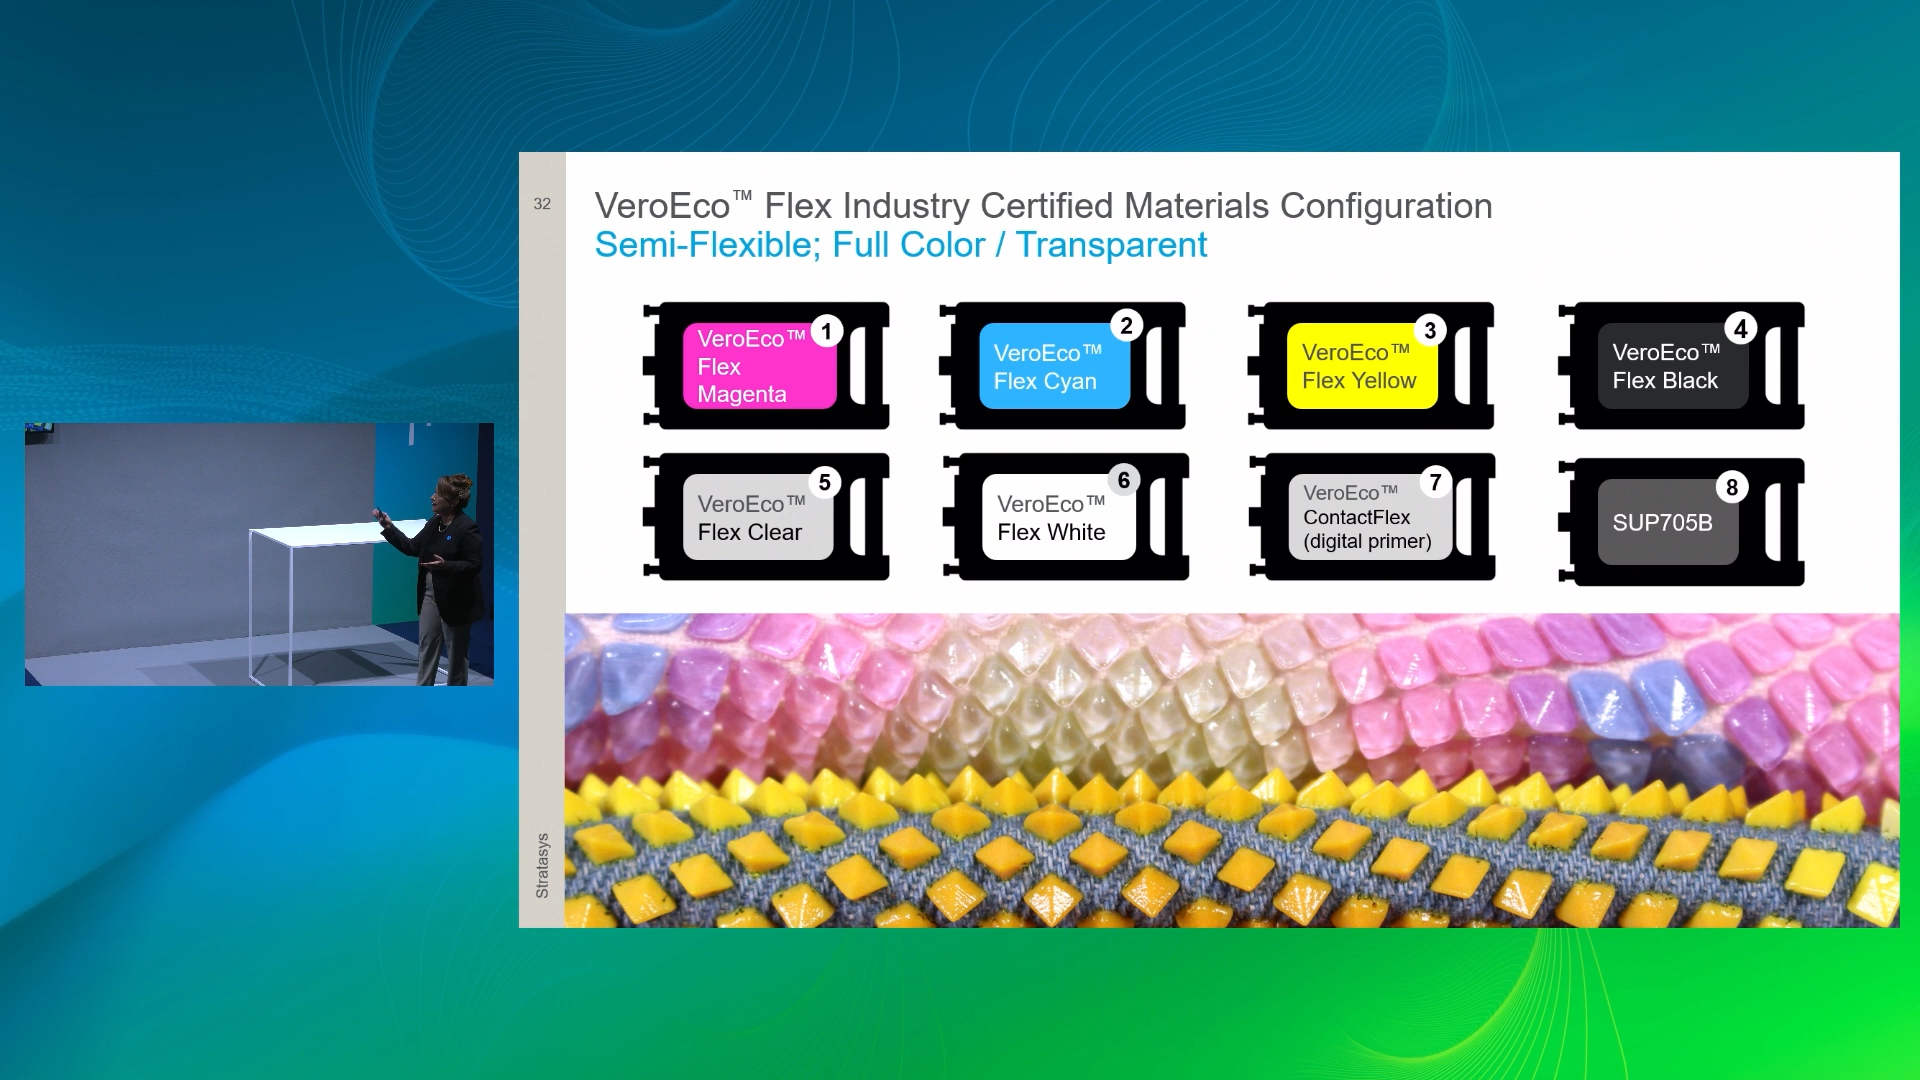 32
VeroEco™ Flex Industry Certified Materials Configuration
Semi-Flexible; Full Color / Transparent
VeroEco™
Flex
Magenta
1
VeroEco™
Flex Cyan
2
VeroEco™
Flex Yellow
3
VeroEco™
Flex Black
4
VeroEco™
Flex Clear
5
VeroEco™
Flex White
6
VeroEco™
ContactFlex
(digital primer)
7
SUP705B
8
Stratasys